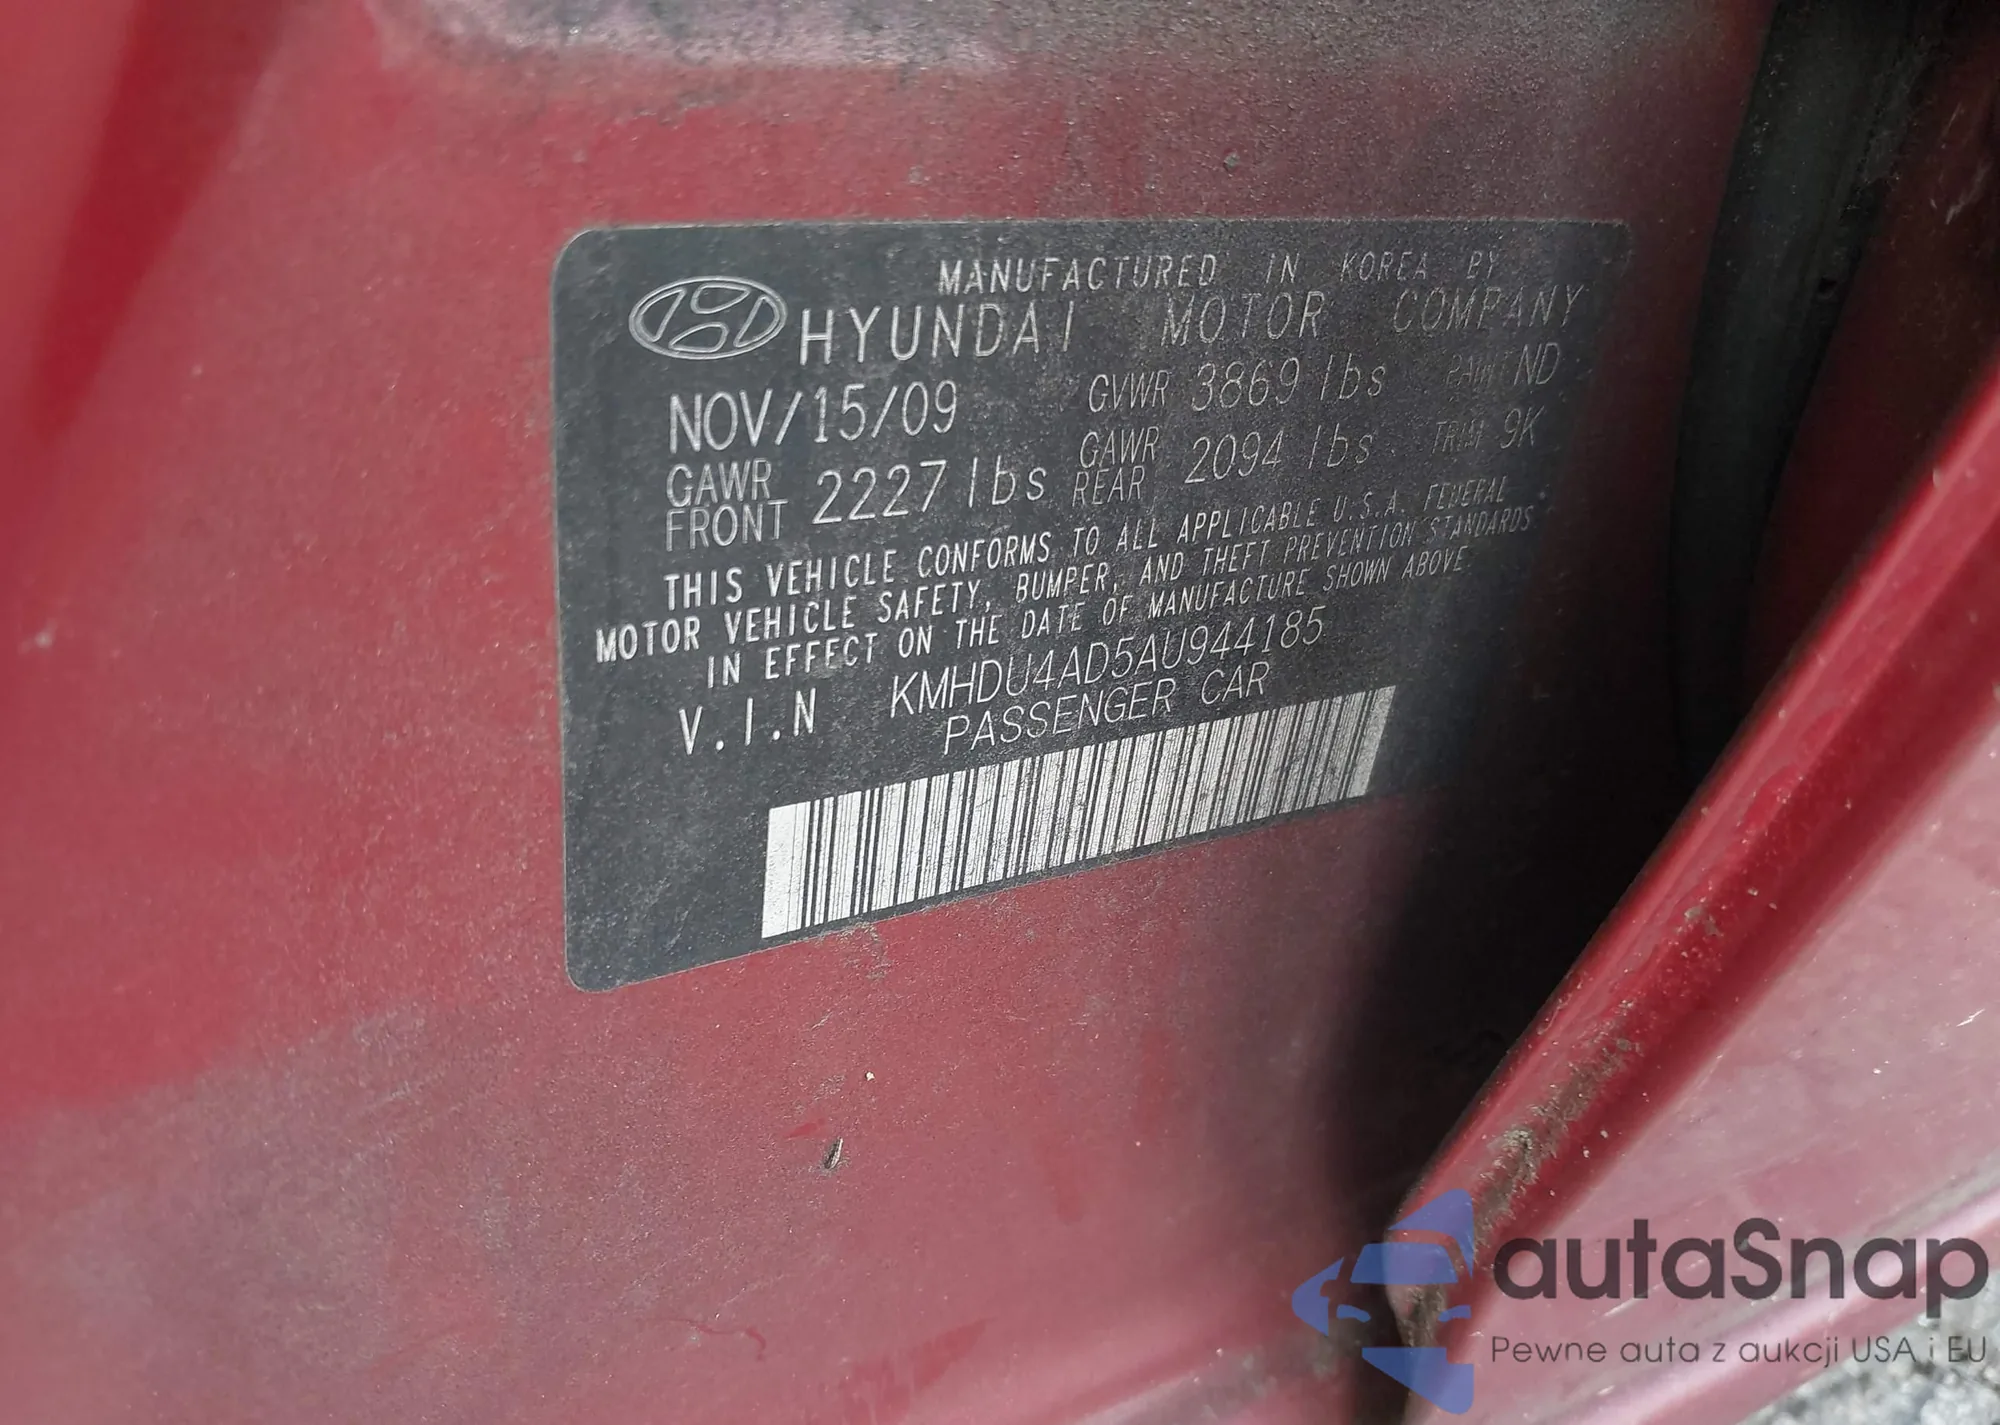 MANUFACTURED IN KOREA BY
HYUNDAI MOTOR COMPANY
NOV/15/09 GVWR 3869 lbs PAINT ND
GAWR FRONT 2227 lbs GAWR REAR 2094 lbs TRIM 9K
THIS VEHICLE CONFORMS TO ALL APPLICABLE U.S.A. FEDERAL
MOTOR VEHICLE SAFETY, BUMPER, AND THEFT PREVENTION STANDARDS
IN EFFECT ON THE DATE OF MANUFACTURE SHOWN ABOVE
V.I.N KMHDU4AD5AU944185
PASSENGER CAR
autaSnap
Pewne auta z aukcji USA i EU